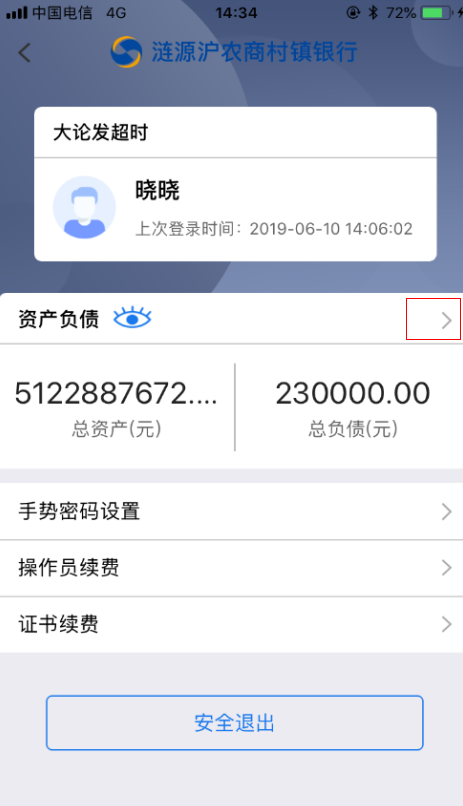 中国电信 4G 14:34 72%
涟源沪农商村镇银行
大论发超时
晓晓
上次登录时间：2019-06-10 14:06:02
资产负债
5122887672.... 230000.00
总资产(元) 总负债(元)
手势密码设置
操作员续费
证书续费
安全退出